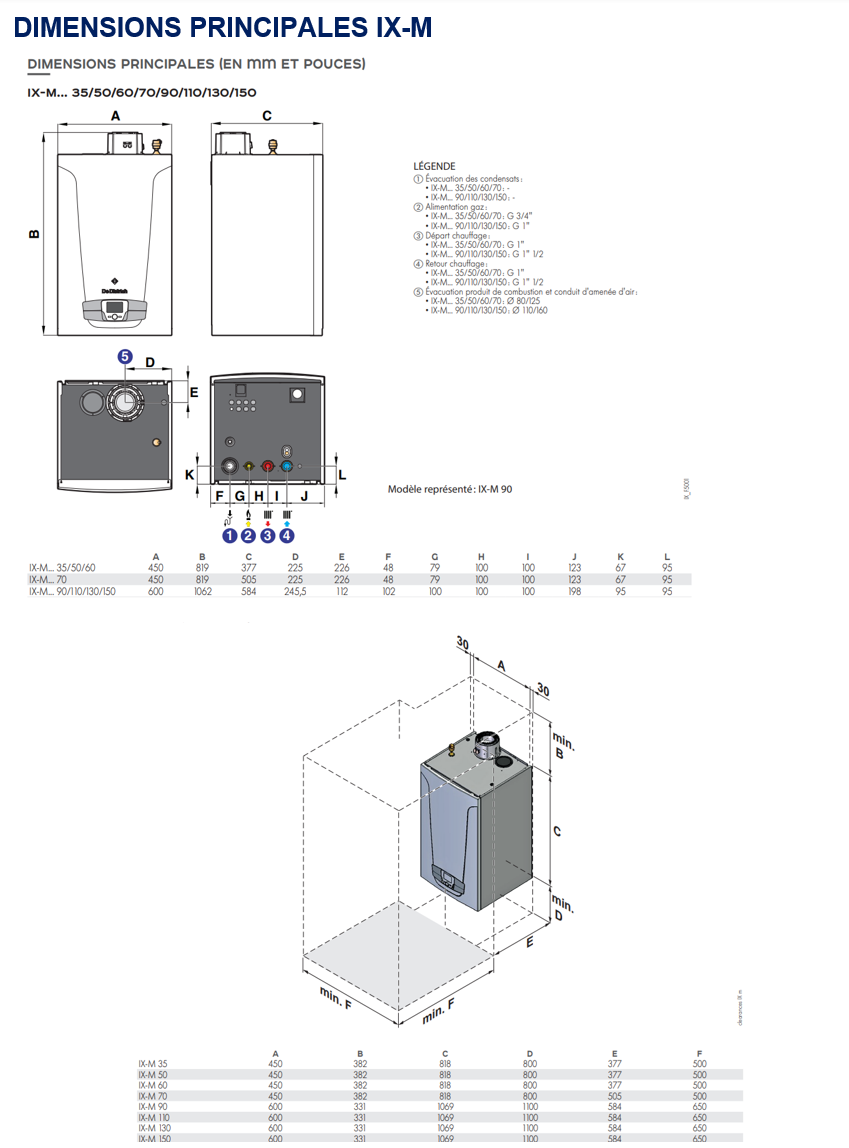 DIMENSIONS PRINCIPALES IX-M
DIMENSIONS PRINCIPALES (EN mm ET POUCES)
IX-M... 35/50/60/70/90/110/130/150
A
C
B
De Dietrich
LÉGENDE
① Évacuation des condensats :
• IX-M... 35/50/60/70 : -
• IX-M... 90/110/130/150 : -
② Alimentation gaz :
• IX-M... 35/50/60/70 : G 3/4"
• IX-M... 90/110/130/150 : G 1"
③ Départ chauffage :
• IX-M... 35/50/60/70 : G 1"
• IX-M... 90/110/130/150 : G 1" 1/2
④ Retour chauffage :
• IX-M... 35/50/60/70 : G 1"
• IX-M... 90/110/130/150 : G 1" 1/2
⑤ Évacuation produit de combustion et conduit d'amenée d'air :
• IX-M... 35/50/60/70 : Ø 80/125
• IX-M... 90/110/130/150 : Ø 110/160
5
D
E
K
L
F G H I J
1 2 3 4
Modèle représenté : IX-M 90
A B C D E F G H I J K L
IX-M... 35/50/60 450 819 377 225 226 48 79 100 100 123 67 95
IX-M... 70 450 819 505 225 226 48 79 100 100 123 67 95
IX-M... 90/110/130/150 600 1062 584 245,5 112 102 100 100 100 198 95 95
30
A
30
min.
B
C
min.
D
E
min. F
min. F
A B C D E F
IX-M 35 450 382 818 800 377 500
IX-M 50 450 382 818 800 377 500
IX-M 60 450 382 818 800 377 500
IX-M 70 450 382 818 800 505 500
IX-M 90 600 331 1069 1100 584 650
IX-M 110 600 331 1069 1100 584 650
IX-M 130 600 331 1069 1100 584 650
IX-M 150 600 331 1069 1100 584 650